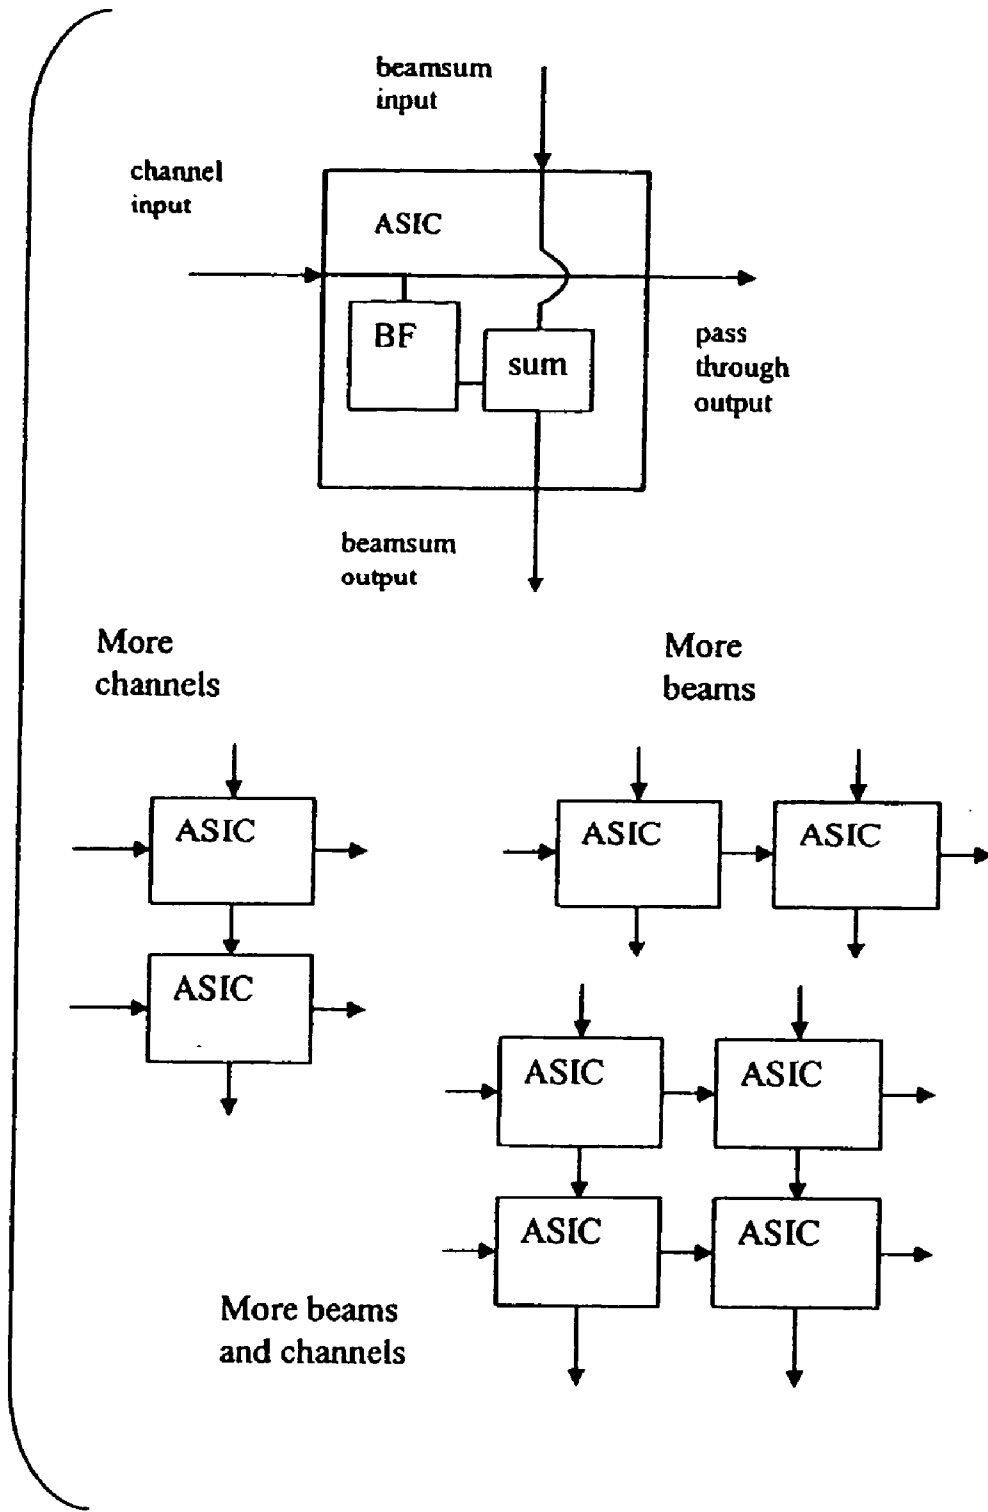 beamsum
input
channel
input
ASIC
BF
sum
pass
through
output
beamsum
output
More
channels
More
beams
ASIC
ASIC
ASIC
ASIC
ASIC
ASIC
ASIC
ASIC
More beams
and channels